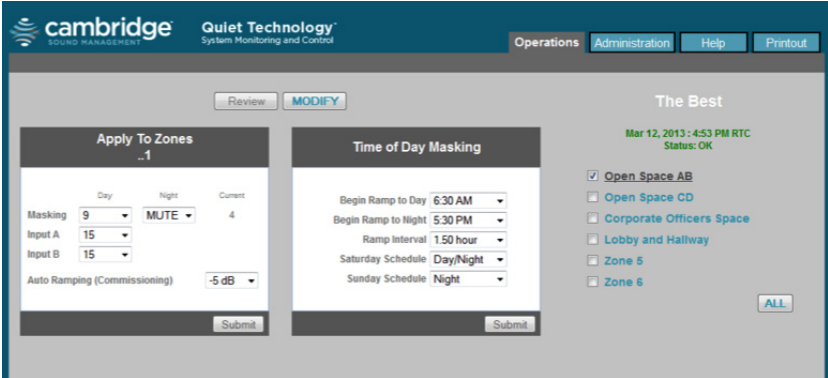 cambridge
SOUND MANAGEMENT
Quiet Technology
System Monitoring and Control
Operations Administration Help Printout
Review MODIFY
Apply To Zones
..1
Day Night Current
Masking 9 MUTE 4
Input A 15
Input B 15
Auto Ramping (Commissioning) -5 dB
Submit
Time of Day Masking
Begin Ramp to Day 6:30 AM
Begin Ramp to Night 5:30 PM
Ramp Interval 1.50 hour
Saturday Schedule Day/Night
Sunday Schedule Night
Submit
The Best
Mar 12, 2013 : 4:53 PM RTC
Status: OK
Open Space AB
Open Space CD
Corporate Officers Space
Lobby and Hallway
Zone 5
Zone 6
ALL